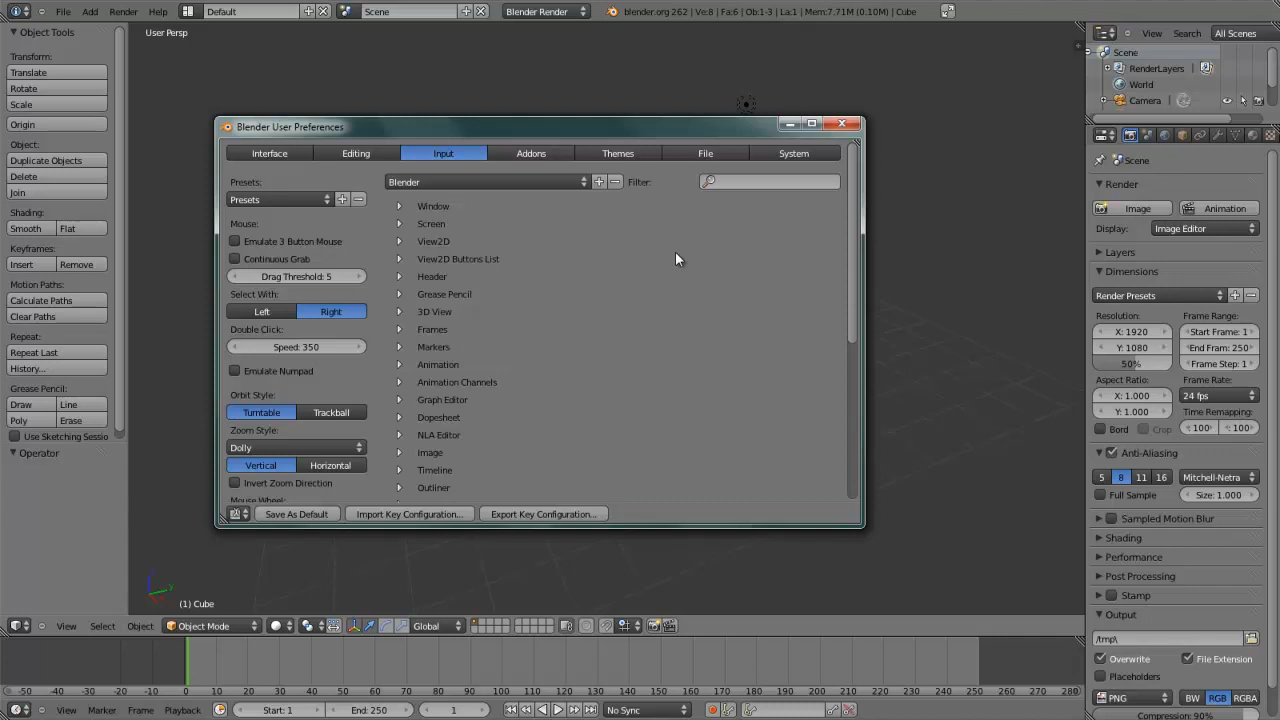 File Add Render Help Default Scene Blender Render blender.org 262 | Ve:8 | Fa:6 | Ob:1-3 | La:1 | Mem:7.71M (0.10M) | Cube
Object Tools
Transform:
Translate
Rotate
Scale
Origin
Object:
Duplicate Objects
Delete
Join
Shading:
Smooth Flat
Keyframes:
Insert Remove
Motion Paths:
Calculate Paths
Clear Paths
Repeat:
Repeat Last
History...
Grease Pencil:
Draw Line
Poly Erase
Use Sketching Sessio
Operator
User Persp
Blender User Preferences
Interface Editing Input Addons Themes File System
Presets:
Presets
Mouse:
Emulate 3 Button Mouse
Continuous Grab
Drag Threshold: 5
Select With:
Left Right
Double Click:
Speed: 350
Emulate Numpad
Orbit Style:
Turntable Trackball
Zoom Style:
Dolly
Vertical Horizontal
Invert Zoom Direction
Mouse Wheel:
Blender Filter:
Window
Screen
View2D
View2D Buttons List
Header
Grease Pencil
3D View
Frames
Markers
Animation
Animation Channels
Graph Editor
Dopesheet
NLA Editor
Image
Timeline
Outliner
Save As Default Import Key Configuration... Export Key Configuration...
(1) Cube
View Select Object Object Mode Global
-50 -40 -30 -20 -10 0 10 20 30 40 50 60 70 80 90 100 110 120 130 140 150 160 170 180 190 200 210 220 230 240 250 260 270 280
View Marker Frame Playback Start: 1 End: 250 1 No Sync
View Search All Scenes
Scene
RenderLayers
World
Camera
Scene
Render
Image Animation
Display: Image Editor
Layers
Dimensions
Render Presets
Resolution: Frame Range:
X: 1920 Start Frame: 1
Y: 1080 End Fram: 250
50% Frame Step: 1
Aspect Ratio: Frame Rate:
X: 1.000 24 fps
Y: 1.000 Time Remapping:
Bord Crop 100 100
Anti-Aliasing
5 8 11 16 Mitchell-Netra
Full Sample Size: 1.000
Sampled Motion Blur
Shading
Performance
Post Processing
Stamp
Output
/tmp\
Overwrite File Extension
Placeholders
PNG BW RGB RGBA
Compression: 90%